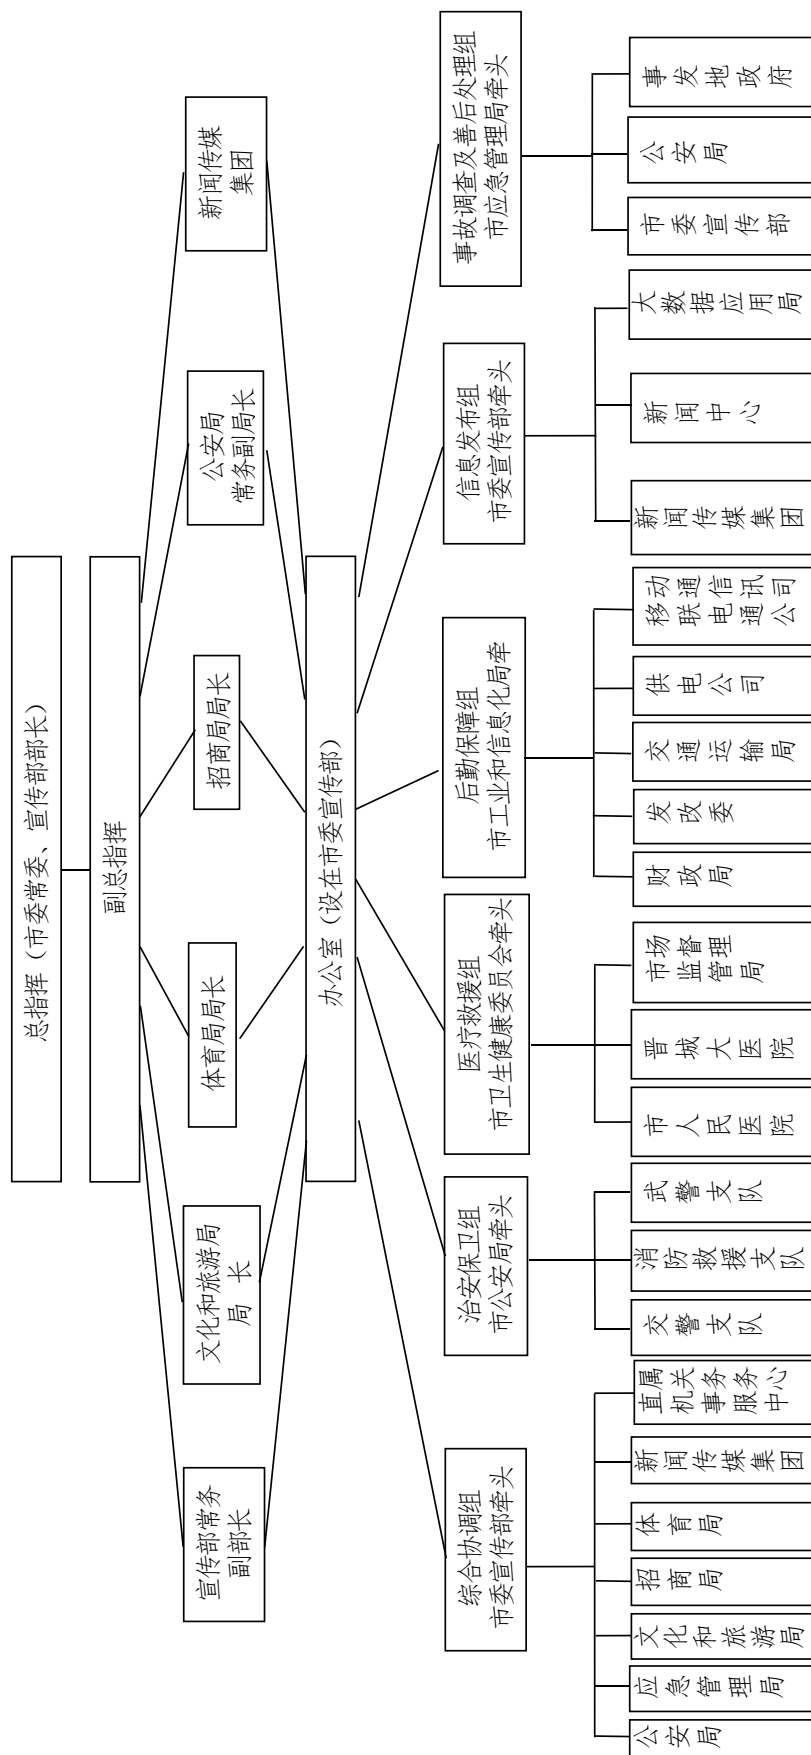 总指挥（市委常委、宣传部部长）
副总指挥
宣传部常务
副部长
文化和旅游局
局 长
体育局局长
招商局局长
公安局
常务副局长
新闻传媒
集团
办公室（设在市委宣传部）
综合协调组
市委宣传部牵头
治安保卫组
市公安局牵头
医疗救援组
市卫生健康委员会牵头
后勤保障组
市工业和信息化局牵
信息发布组
市委宣传部牵头
事故调查及善后处理组
市应急管理局牵头
公安局
应急管理局
文化和旅游局
招商局
体育局
新闻传媒集团
直属
机关
事务
服务
中心
交警支队
消防救援支队
武警支队
市人民医院
晋城大医院
市场
监督
管理
局
财政局
发改委
交通运输局
供电公司
移动
联通
电信
通讯
公司
新闻传媒集团
新闻中心
大数据应用局
市委宣传部
公安局
事发地政府